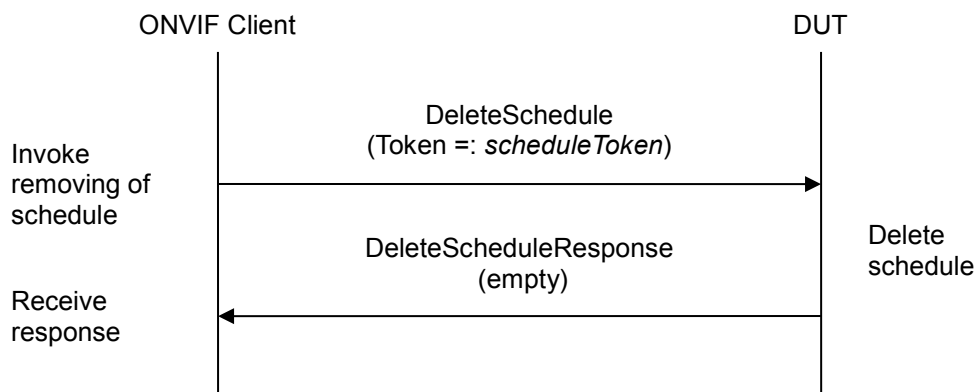 ONVIF Client
DUT
DeleteSchedule
(Token =: scheduleToken)
Invoke
removing of
schedule
DeleteScheduleResponse
(empty)
Delete
schedule
Receive
response